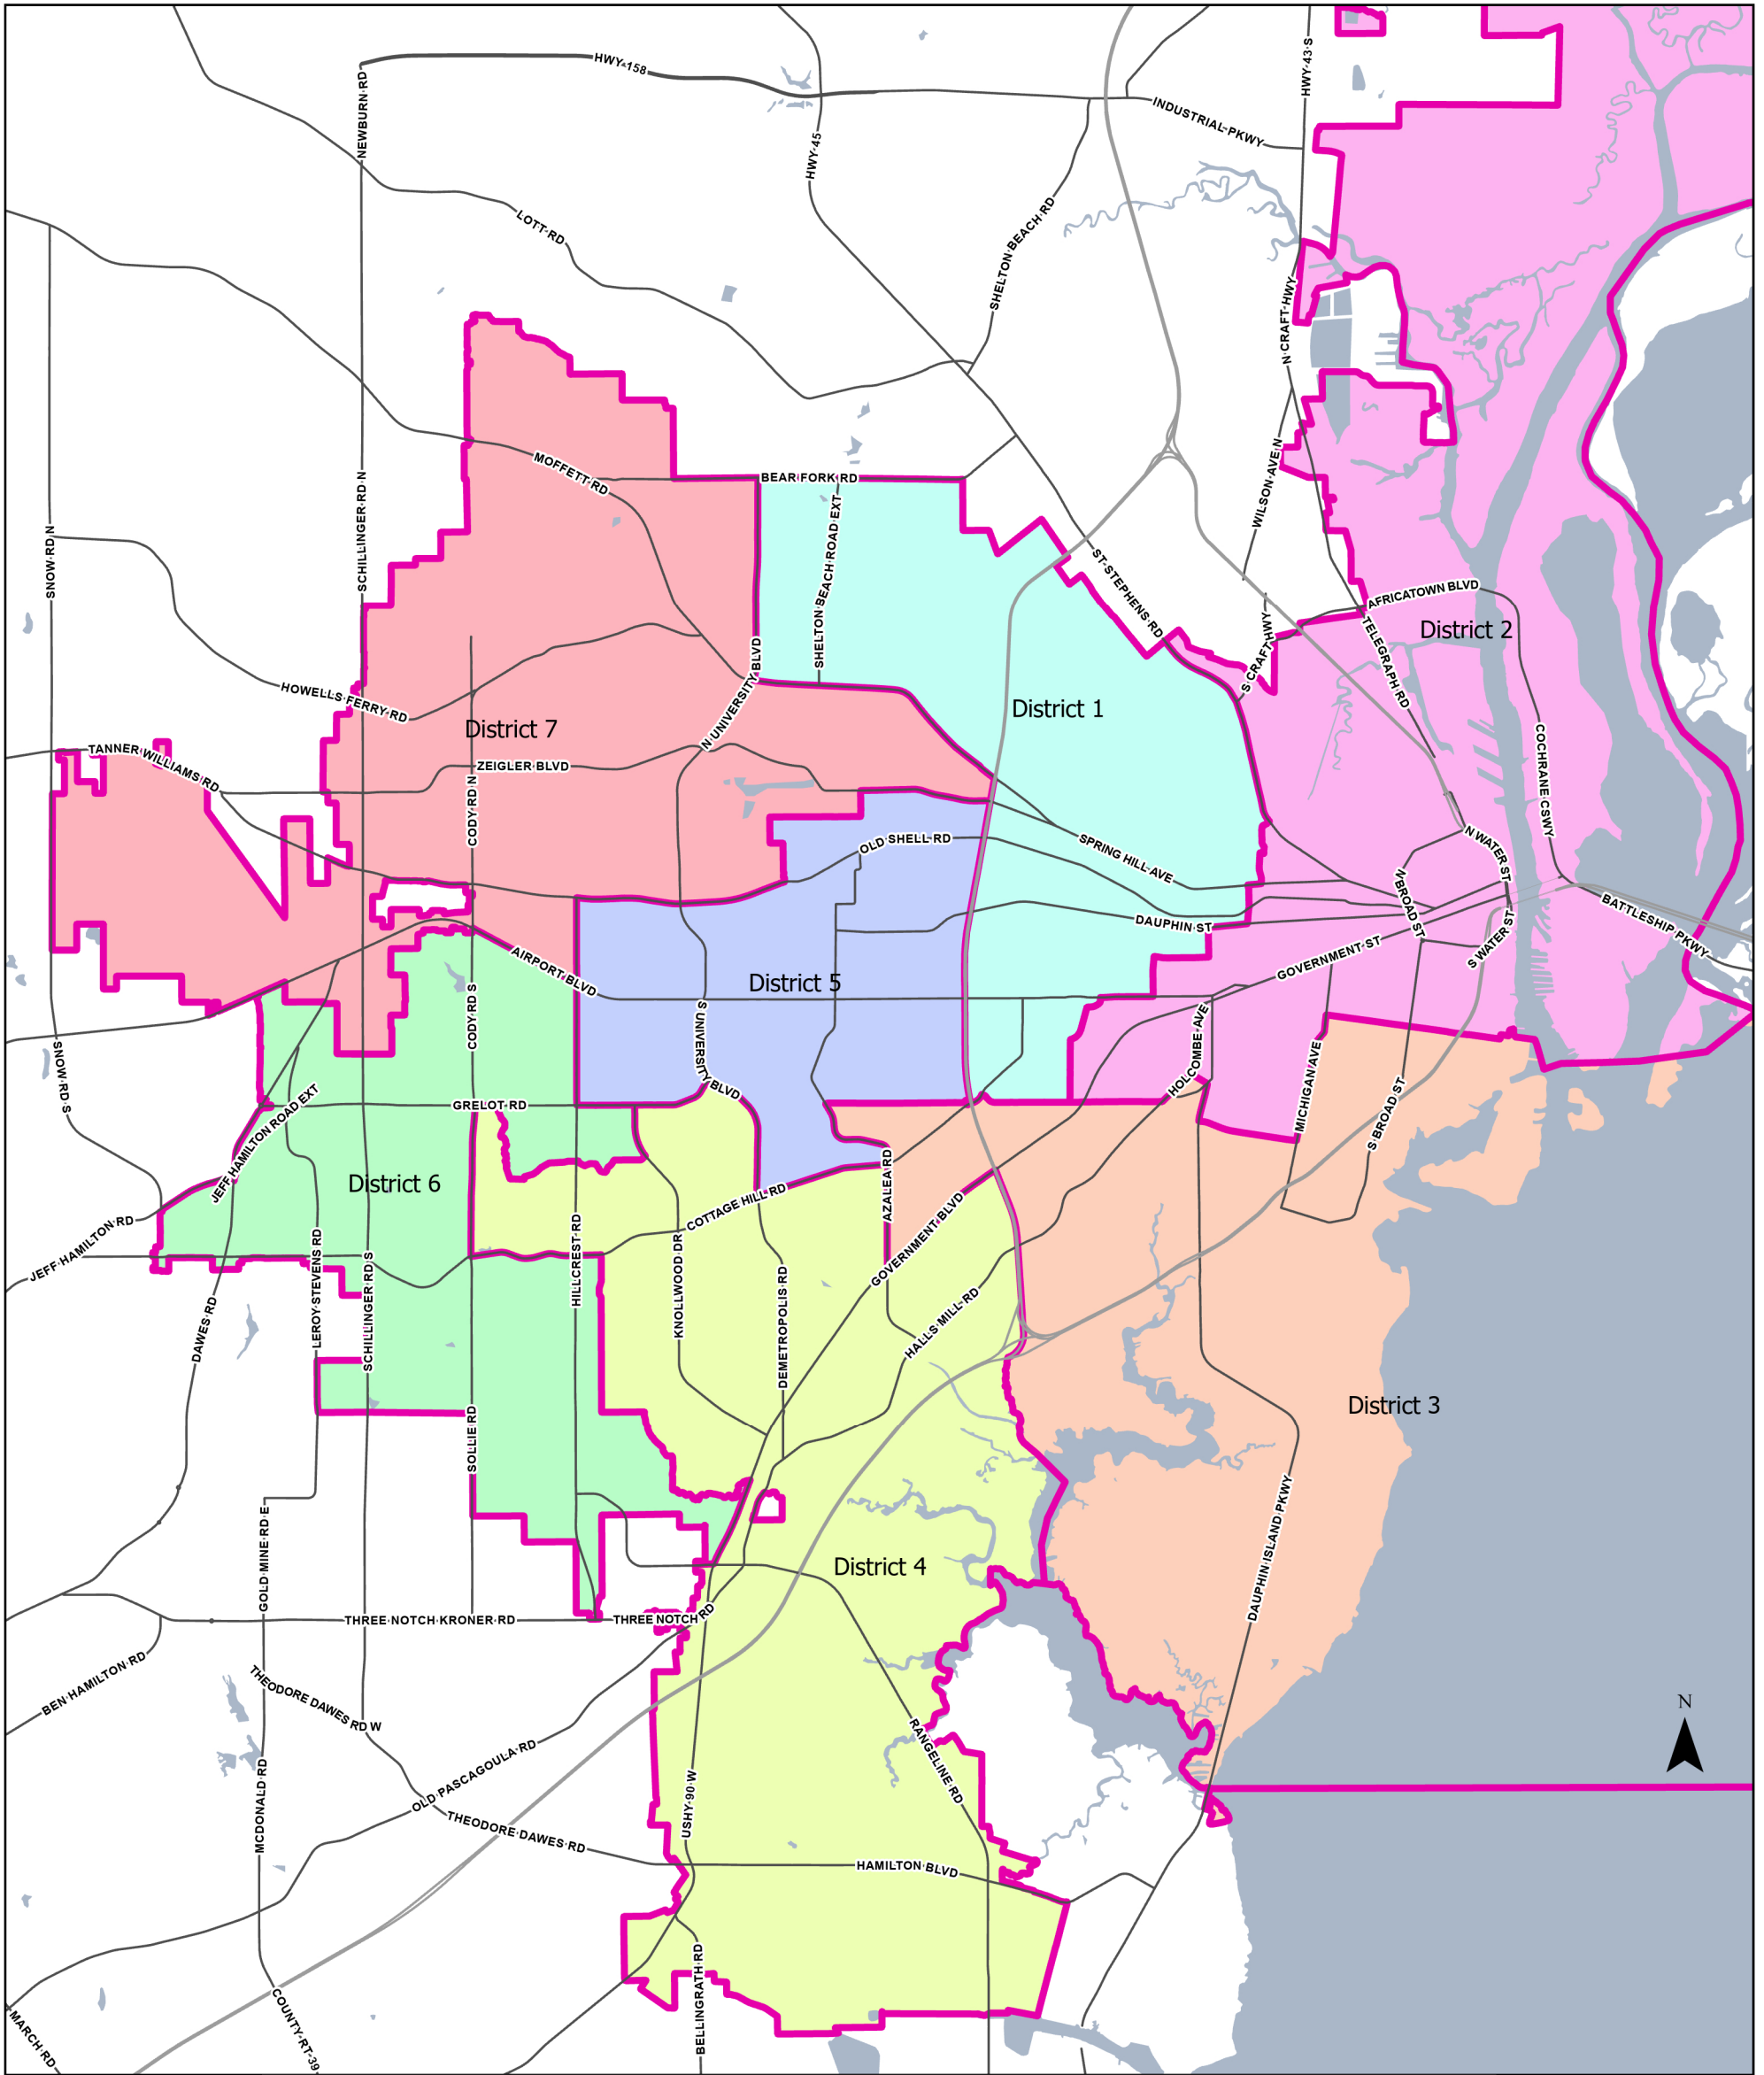 HWY-158
NEWBURN RD
HWY-45
INDUSTRIAL PKWY
HWY-43 S
LOTT RD
SHELTON BEACH RD
N CRAFT HWY
MOFFETT RD
BEAR FORK RD
WILSON AVE N
SNOW RD N
SCHILLINGER RD N
SHELTON BEACH ROAD EXT
ST STEPHENS RD
AFRICATOWN BLVD
District 2
TELEGRAPH RD
S CRAFT HWY
HOWELLS FERRY RD
N UNIVERSITY BLVD
District 1
District 7
TANNER WILLIAMS RD
ZEIGLER BLVD
CODY RD N
COCHRANE CSWY
OLD SHELL RD
SPRING HILL AVE
N WATER ST
N BROAD ST
DAUPHIN ST
BATTLESHIP PKWY
S WATER ST
GOVERNMENT ST
AIRPORT BLVD
District 5
CODY RD S
S UNIVERSITY BLVD
HOLCOMBE AVE
SNOW RD S
MICHIGAN AVE
S BROAD ST
GRELOT RD
JEFF HAMILTON ROAD EXT
District 6
AZALEA RD
COTTAGE HILL RD
JEFF HAMILTON RD
GOVERNMENT BLVD
HILLCREST RD
KNOLLWOOD DR
DEMETROPOLIS RD
LEROY STEVENS RD
SCHILLINGER RD S
DAWES RD
HALLS MILL RD
District 3
SOLLIE RD
DAUPHIN ISLAND PKWY
District 4
GOLD MINE RD E
THREE NOTCH KRONER RD
THREE NOTCH RD
BEN HAMILTON RD
THEODORE DAWES RD W
N
RANGELINE RD
OLD PASCAGOULA RD
MCDONALD RD
USHY-90 W
THEODORE DAWES RD
HAMILTON BLVD
BELLINGRATH RD
COUNTY-RT-39
MARCH RD